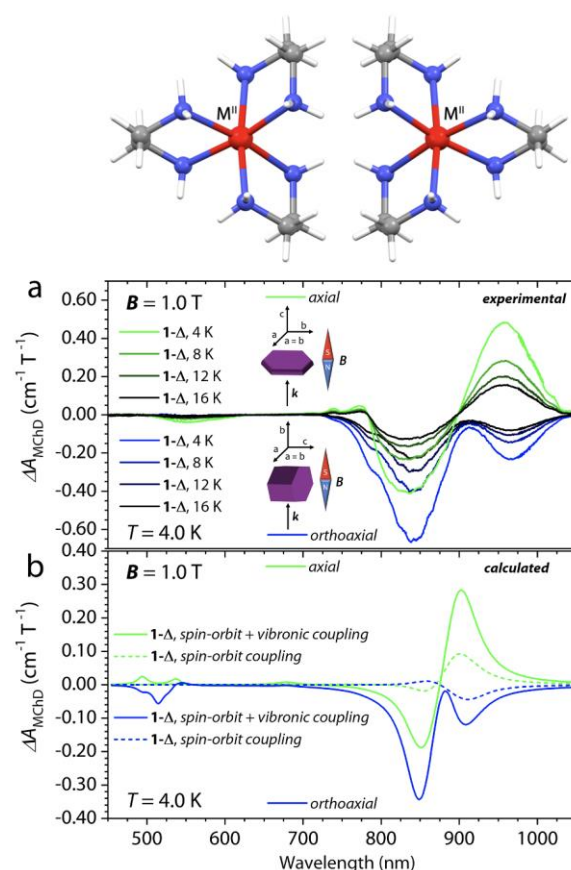 M^II M^II
a
B = 1.0 T
axial
experimental
1-Δ, 4 K
1-Δ, 8 K
1-Δ, 12 K
1-Δ, 16 K
1-Δ, 4 K
1-Δ, 8 K
1-Δ, 12 K
1-Δ, 16 K
c
a b
a = b
S
N
B
k
b
a c
a = b
S
N
B
k
T = 4.0 K
orthoaxial
ΔA_MChD (cm⁻¹ T⁻¹)
0.60
0.40
0.20
0.00
-0.20
-0.40
-0.60
b
B = 1.0 T
axial
calculated
1-Δ, spin-orbit + vibronic coupling
1-Δ, spin-orbit coupling
1-Δ, spin-orbit + vibronic coupling
1-Δ, spin-orbit coupling
T = 4.0 K
orthoaxial
ΔA_MChD (cm⁻¹ T⁻¹)
0.40
0.30
0.20
0.10
0.00
-0.10
-0.20
-0.30
-0.40
500 600 700 800 900 1000
Wavelength (nm)